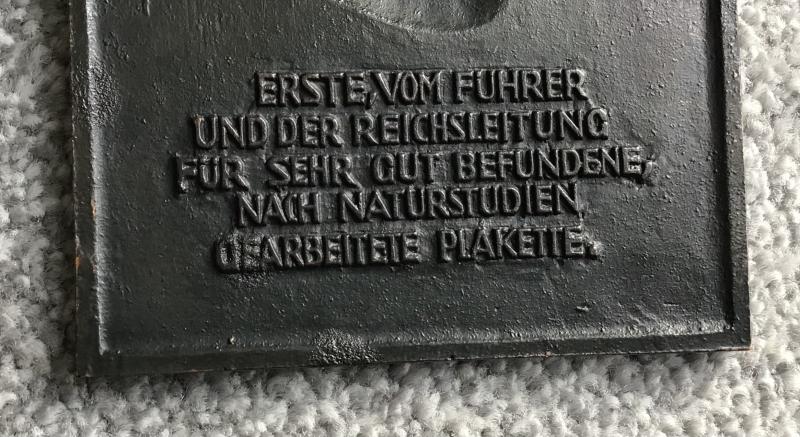 ERSTE, VOM FÜHRER
UND DER REICHSLEITUNG
FÜR SEHR GUT BEFUNDENE,
NACH NATURSTUDIEN
GEARBEITETE PLAKETTE.